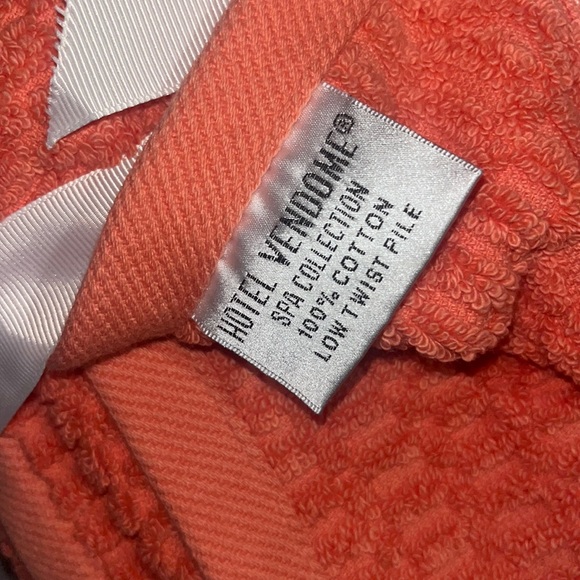 HOTEL VENDOME®
SPA COLLECTION
100% COTTON
LOW TWIST PILE